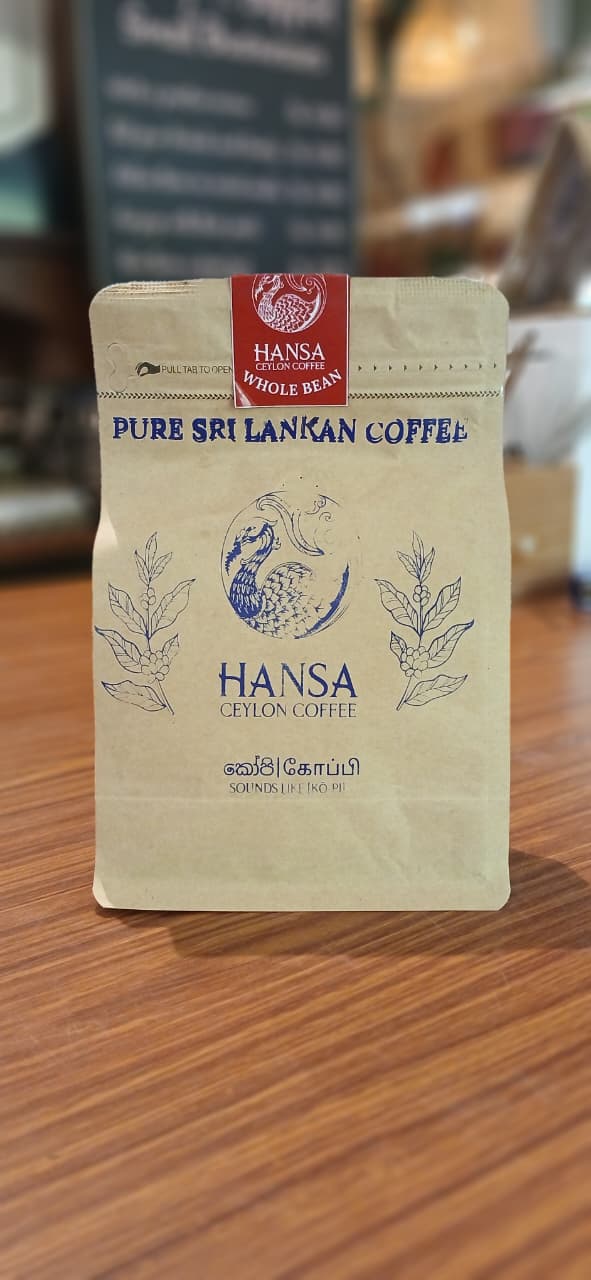 HANSA
CEYLON COFFEE
WHOLE BEAN
PULL TAB TO OPEN
PURE SRI LANKAN COFFEE
HANSA
CEYLON COFFEE
කෝපි|கோப்பி
SOUNDS LIKE [KŌ PI]